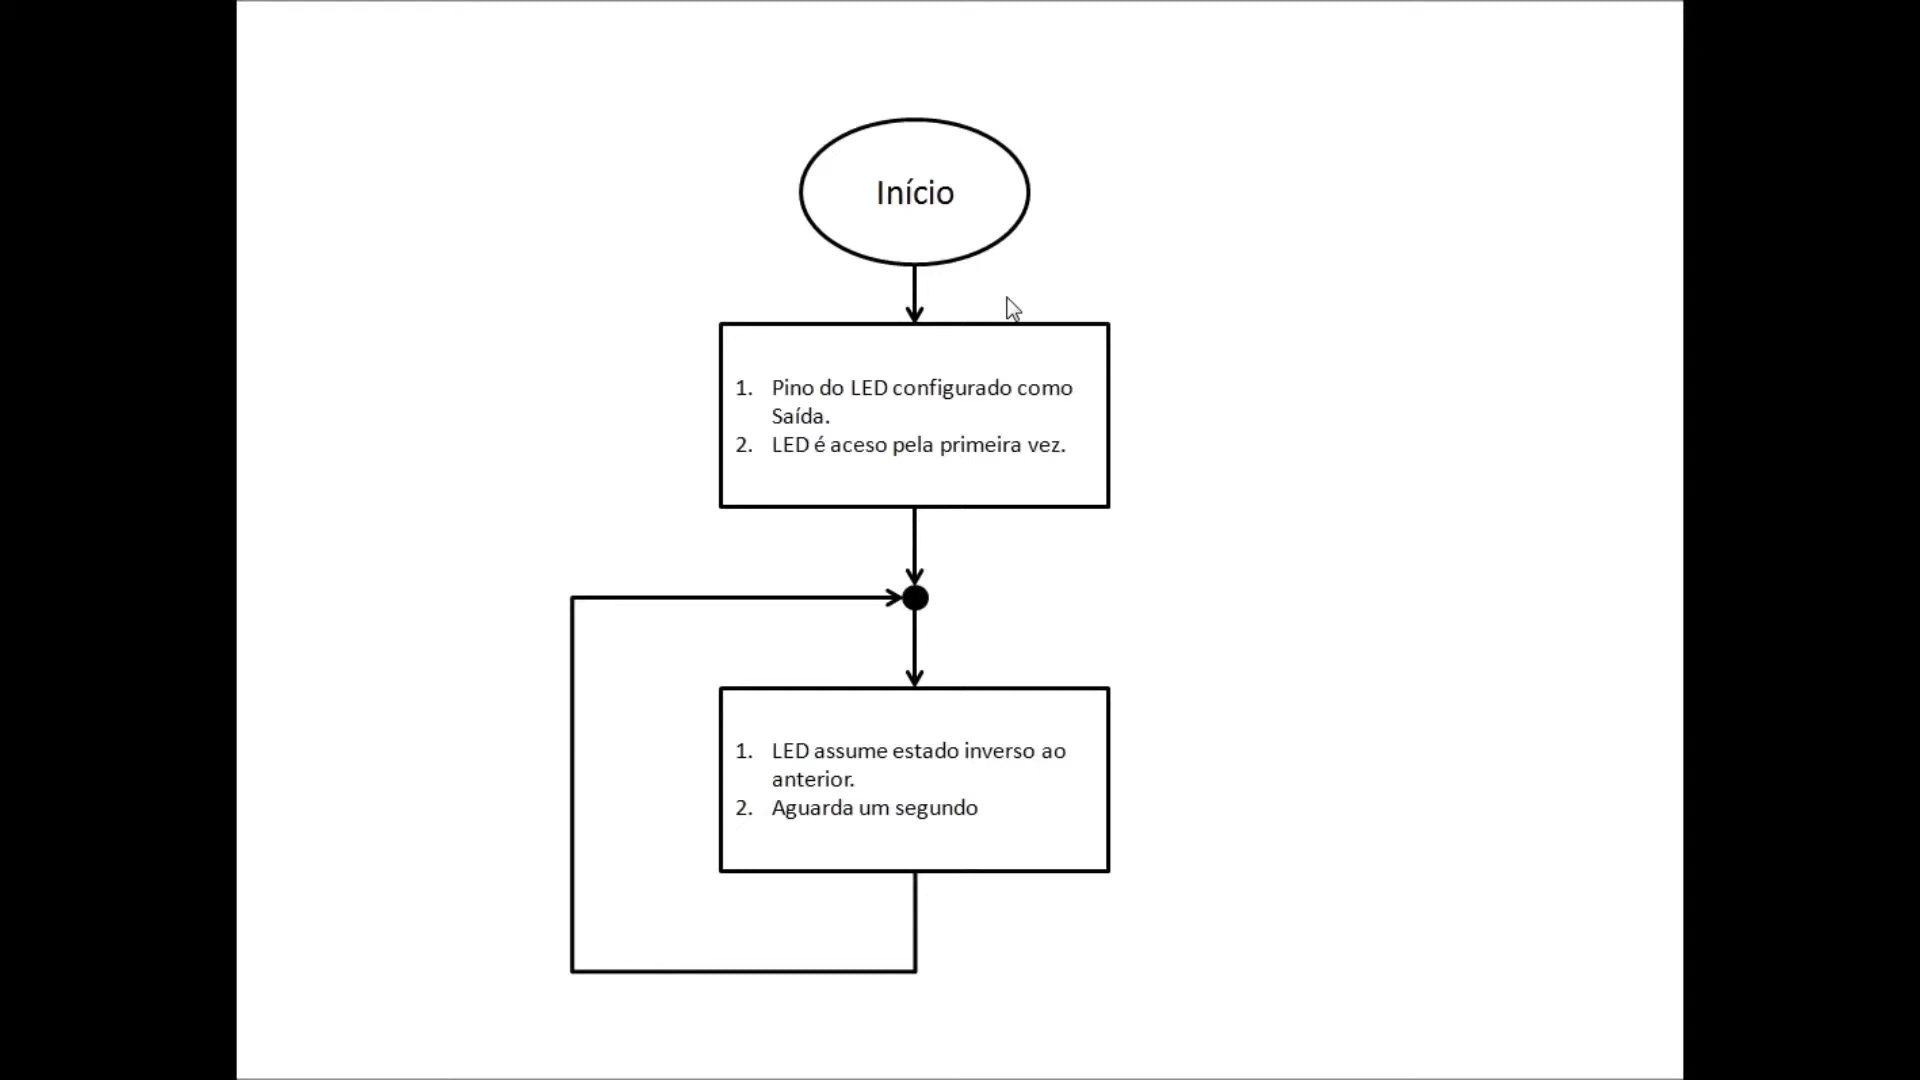 Início
1. Pino do LED configurado como
Saída.
2. LED é aceso pela primeira vez.
1. LED assume estado inverso ao
anterior.
2. Aguarda um segundo